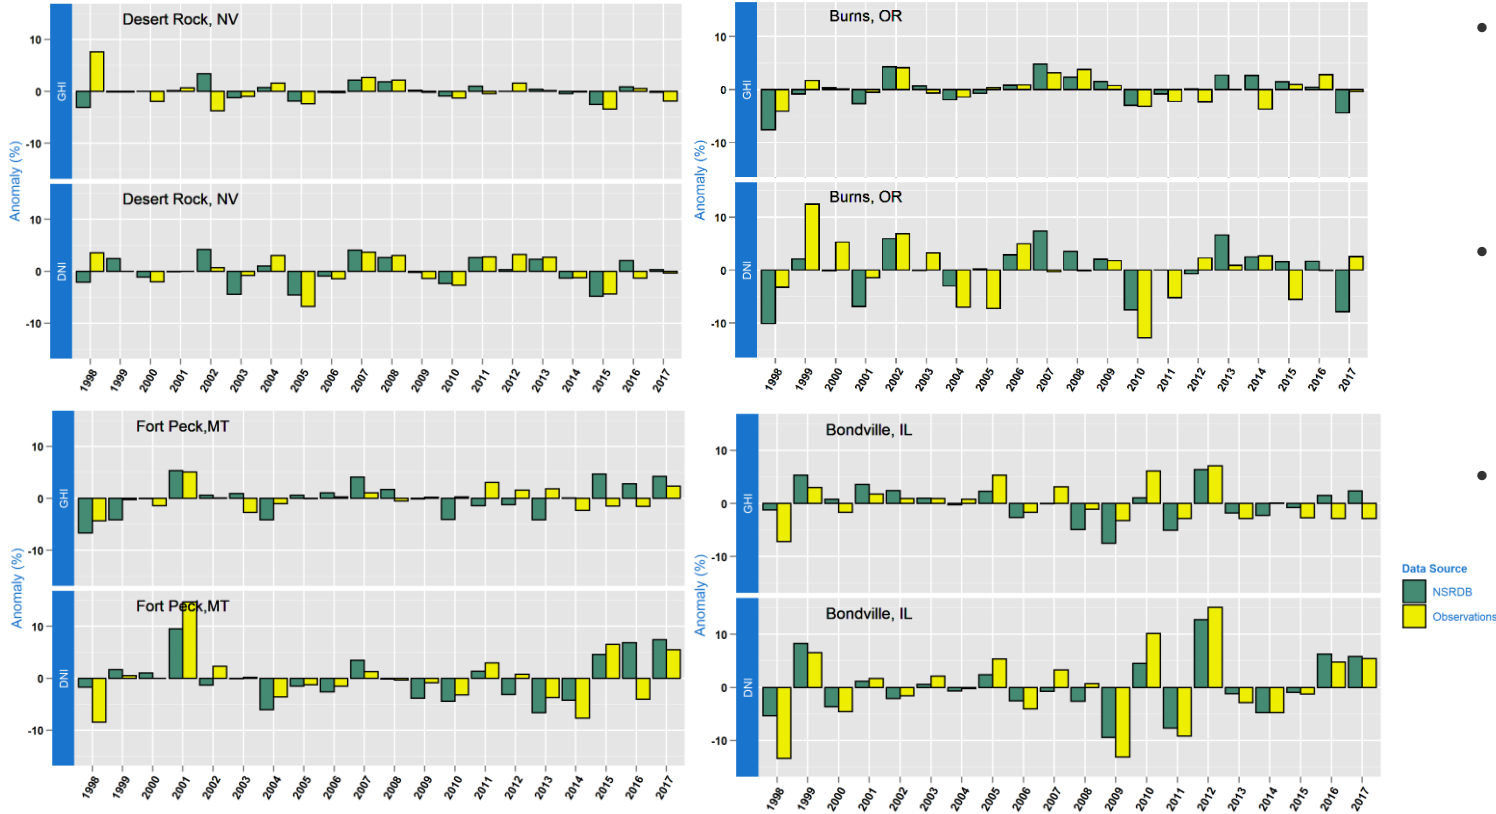 Desert Rock, NV
10
0
-10
GHI
Anomaly (%)
Desert Rock, NV
10
0
-10
DNI
1998 1999 2000 2001 2002 2003 2004 2005 2006 2007 2008 2009 2010 2011 2012 2013 2014 2015 2016 2017
Burns, OR
10
0
-10
GHI
Anomaly (%)
Burns, OR
10
0
-10
DNI
1998 1999 2000 2001 2002 2003 2004 2005 2006 2007 2008 2009 2010 2011 2012 2013 2014 2015 2016 2017
Fort Peck,MT
10
0
-10
GHI
Anomaly (%)
Fort Peck,MT
10
0
-10
DNI
1998 1999 2000 2001 2002 2003 2004 2005 2006 2007 2008 2009 2010 2011 2012 2013 2014 2015 2016 2017
Bondville, IL
10
0
-10
GHI
Anomaly (%)
Bondville, IL
10
0
-10
DNI
1998 1999 2000 2001 2002 2003 2004 2005 2006 2007 2008 2009 2010 2011 2012 2013 2014 2015 2016 2017
Data Source
NSRDB
Observations